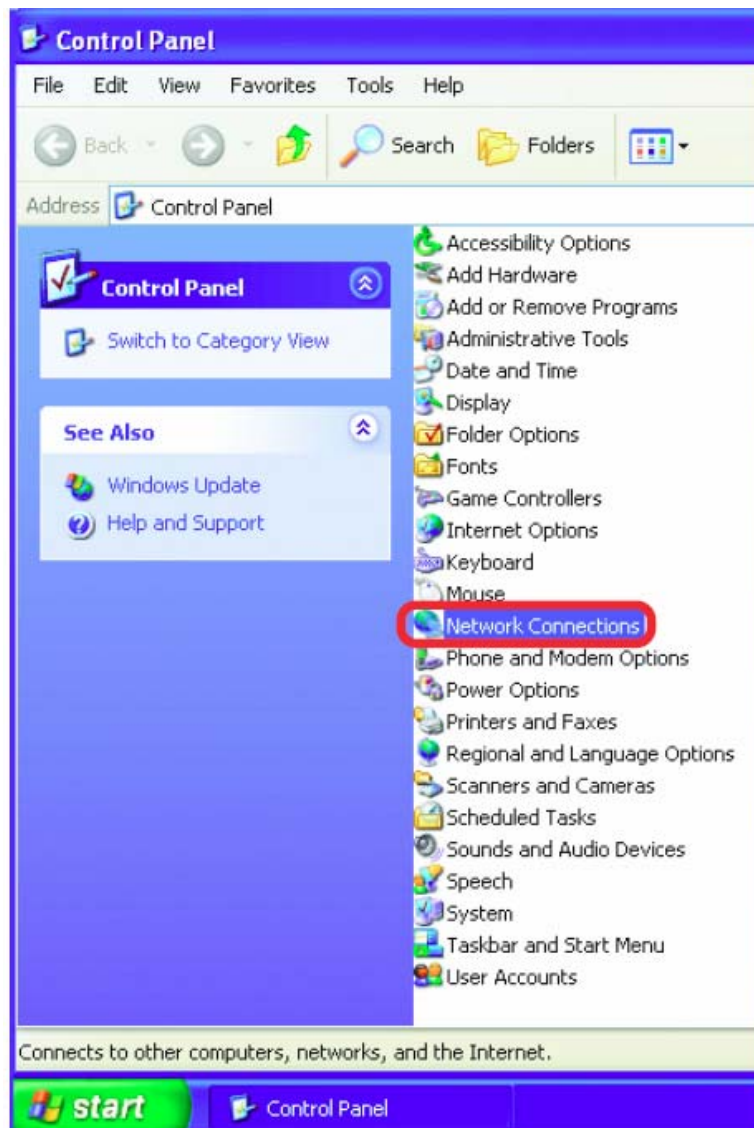 Control Panel
File Edit View Favorites Tools Help
Back Search Folders
Address Control Panel
Control Panel
Switch to Category View
See Also
Windows Update
Help and Support
Accessibility Options
Add Hardware
Add or Remove Programs
Administrative Tools
Date and Time
Display
Folder Options
Fonts
Game Controllers
Internet Options
Keyboard
Mouse
Network Connections
Phone and Modem Options
Power Options
Printers and Faxes
Regional and Language Options
Scanners and Cameras
Scheduled Tasks
Sounds and Audio Devices
Speech
System
Taskbar and Start Menu
User Accounts
Connects to other computers, networks, and the Internet.
start Control Panel